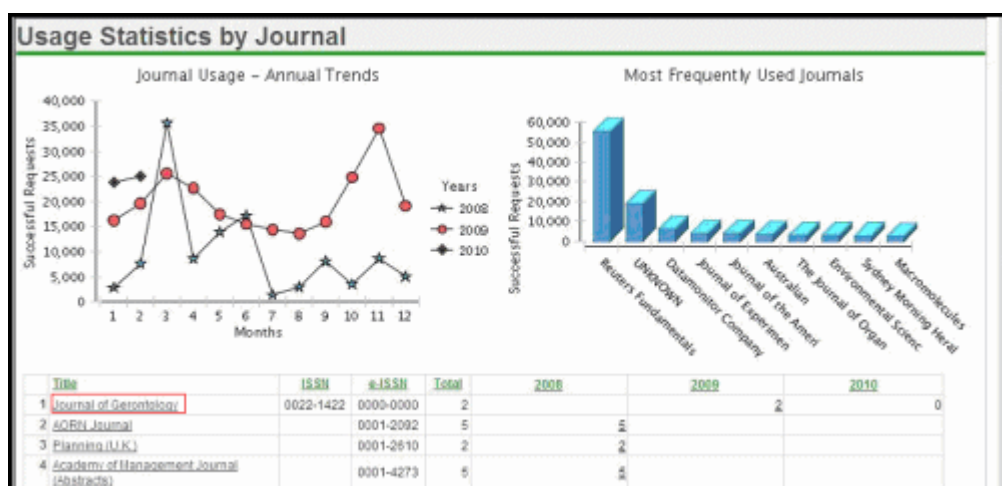 Usage Statistics by Journal
Journal Usage – Annual Trends
40,000
35,000
30,000
25,000
20,000
15,000
10,000
5,000
0
Successful Requests
1 2 3 4 5 6 7 8 9 10 11 12
Months
Years
2008
2009
2010
Most Frequently Used Journals
60,000
50,000
40,000
30,000
20,000
10,000
0
Successful Requests
Reuters Fundamentals
UNKNOWN
Datamonitor Company
Journal of Experimen
Journal of the Ameri
Australian
The Journal of Organ
Environmental Scienc
Sydney Morning Heral
Macromolecules
Title ISSN e-ISSN Total 2008 2009 2010
1 Journal of Gerontology 0022-1422 0000-0000 2 2 0
2 AORN Journal 0001-2092 5 5
3 Planning (U.K.) 0001-2610 2 2
4 Academy of Management Journal
(Abstracts) 0001-4273 5 5